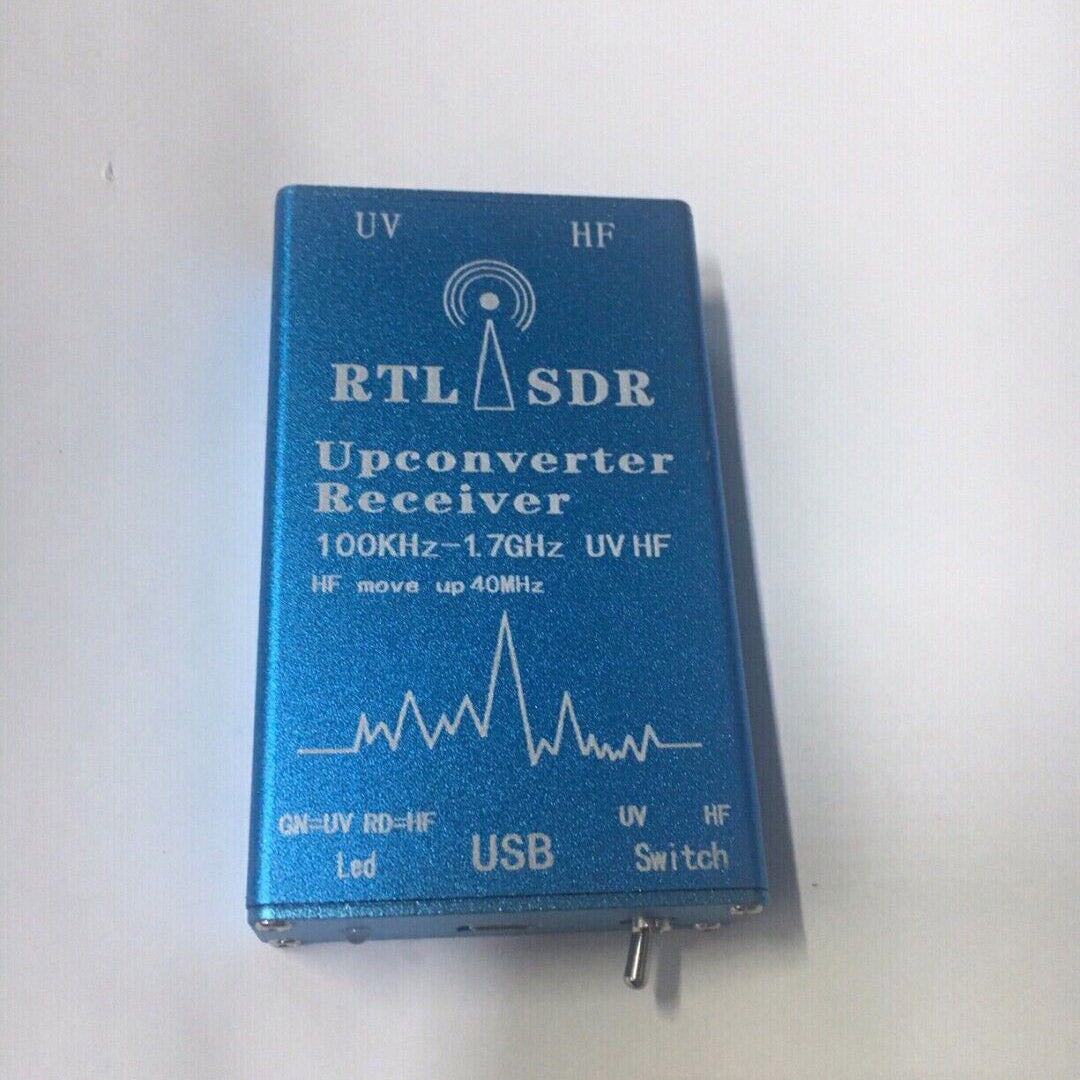 UV HF
RTL SDR
Upconverter
Receiver
100KHz-1.7GHz UV HF
HF move up 40MHz
GN=UV RD=HF
Led
USB
UV HF
Switch